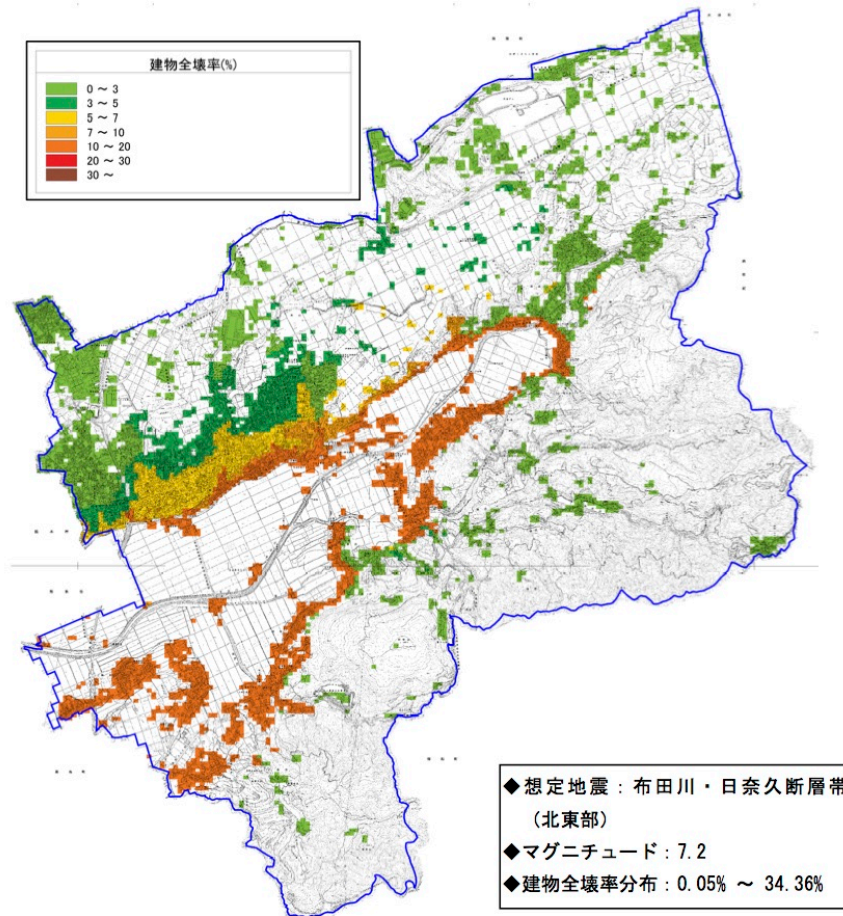 建物全壊率(%)
0 ～ 3
3 ～ 5
5 ～ 7
7 ～ 10
10 ～ 20
20 ～ 30
30 ～
◆想定地震：布田川・日奈久断層帯
（北東部）
◆マグニチュード：7.2
◆建物全壊率分布：0.05% ～ 34.36%